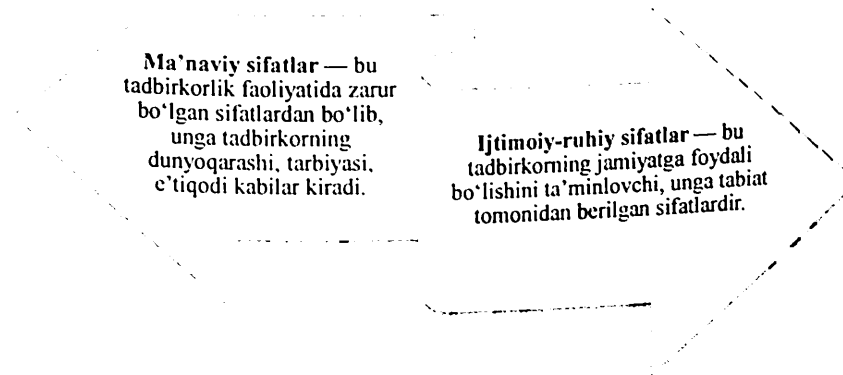 Ma’naviy sifatlar — bu
tadbirkorlik faoliyatida zarur
bo‘lgan sifatlardan bo‘lib,
unga tadbirkorning
dunyoqarashi, tarbiyasi,
e’tiqodi kabilar kiradi.
Ijtimoiy-ruhiy sifatlar — bu
tadbirkorning jamiyatga foydali
bo‘lishini ta’minlovchi, unga tabiat
tomonidan berilgan sifatlardir.